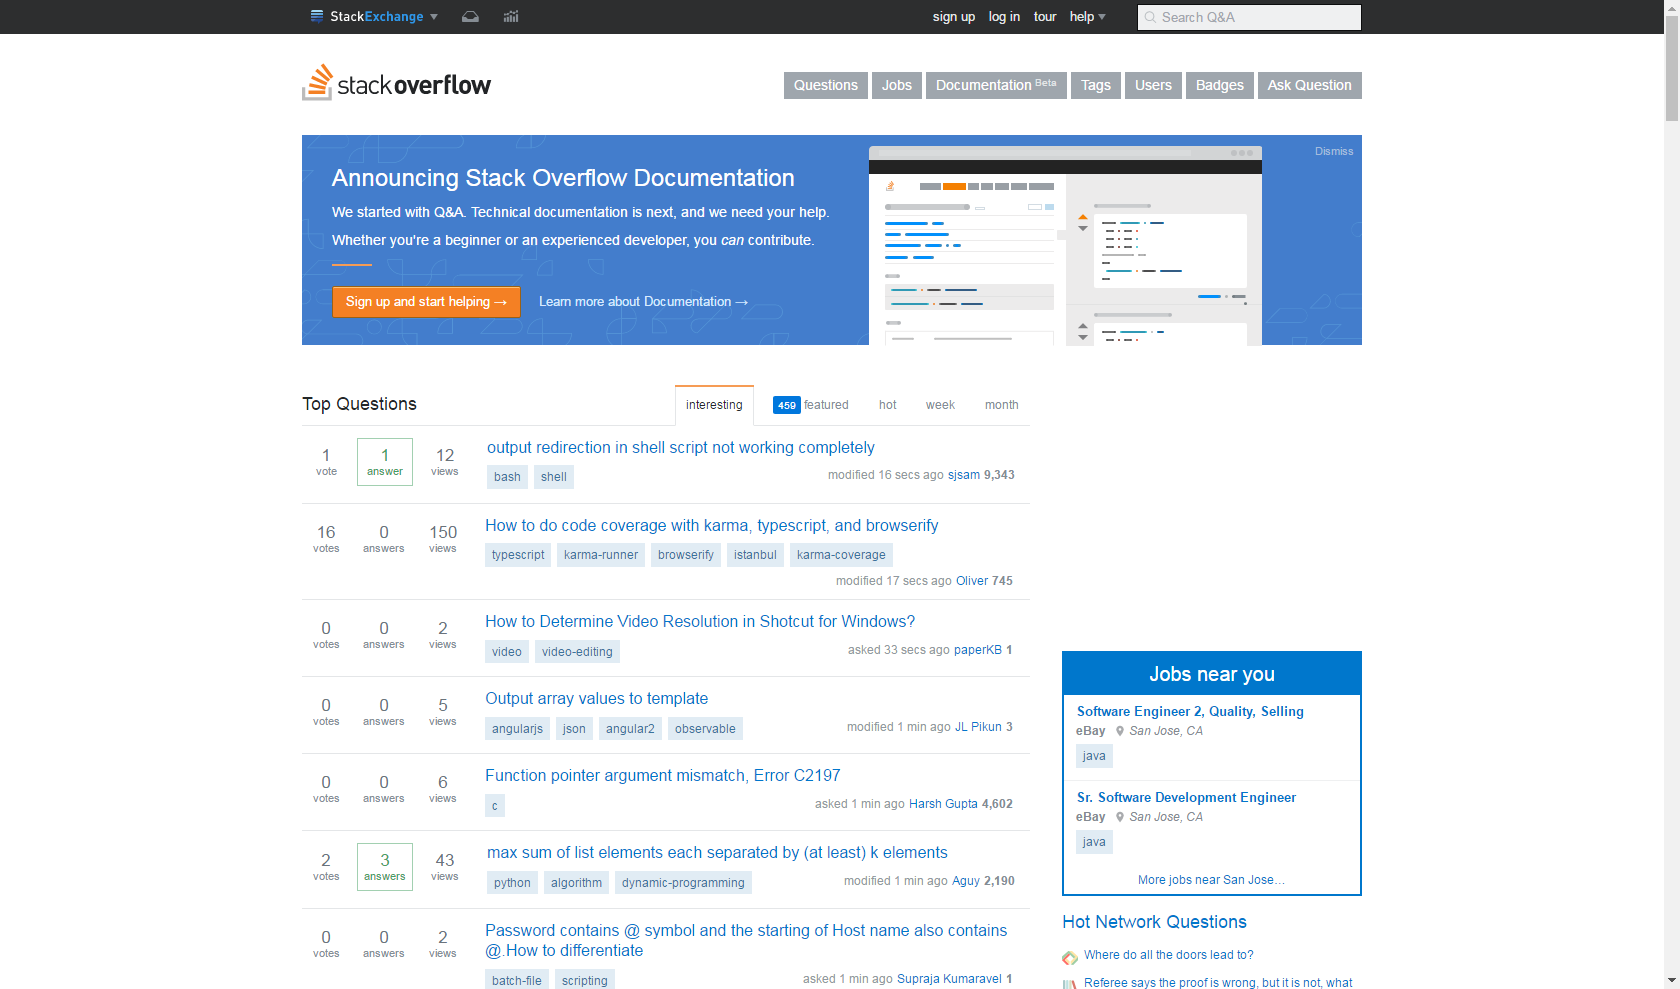 StackExchange
sign up log in tour help
Search Q&A
stackoverflow
Questions Jobs Documentation Beta Tags Users Badges Ask Question
Dismiss
Announcing Stack Overflow Documentation
We started with Q&A. Technical documentation is next, and we need your help.
Whether you're a beginner or an experienced developer, you can contribute.
Sign up and start helping → Learn more about Documentation →
Top Questions
interesting 459 featured hot week month
1 vote 1 answer 12 views
output redirection in shell script not working completely
bash shell
modified 16 secs ago sjsam 9,343
16 votes 0 answers 150 views
How to do code coverage with karma, typescript, and browserify
typescript karma-runner browserify istanbul karma-coverage
modified 17 secs ago Oliver 745
0 votes 0 answers 2 views
How to Determine Video Resolution in Shotcut for Windows?
video video-editing
asked 33 secs ago paperKB 1
0 votes 0 answers 5 views
Output array values to template
angularjs json angular2 observable
modified 1 min ago JL Pikun 3
0 votes 0 answers 6 views
Function pointer argument mismatch, Error C2197
c
asked 1 min ago Harsh Gupta 4,602
2 votes 3 answers 43 views
max sum of list elements each separated by (at least) k elements
python algorithm dynamic-programming
modified 1 min ago Aguy 2,190
0 votes 0 answers 2 views
Password contains @ symbol and the starting of Host name also contains
@.How to differentiate
batch-file scripting
asked 1 min ago Supraja Kumaravel 1
Jobs near you
Software Engineer 2, Quality, Selling
eBay San Jose, CA
java
Sr. Software Development Engineer
eBay San Jose, CA
java
More jobs near San Jose...
Hot Network Questions
Where do all the doors lead to?
Referee says the proof is wrong, but it is not, what